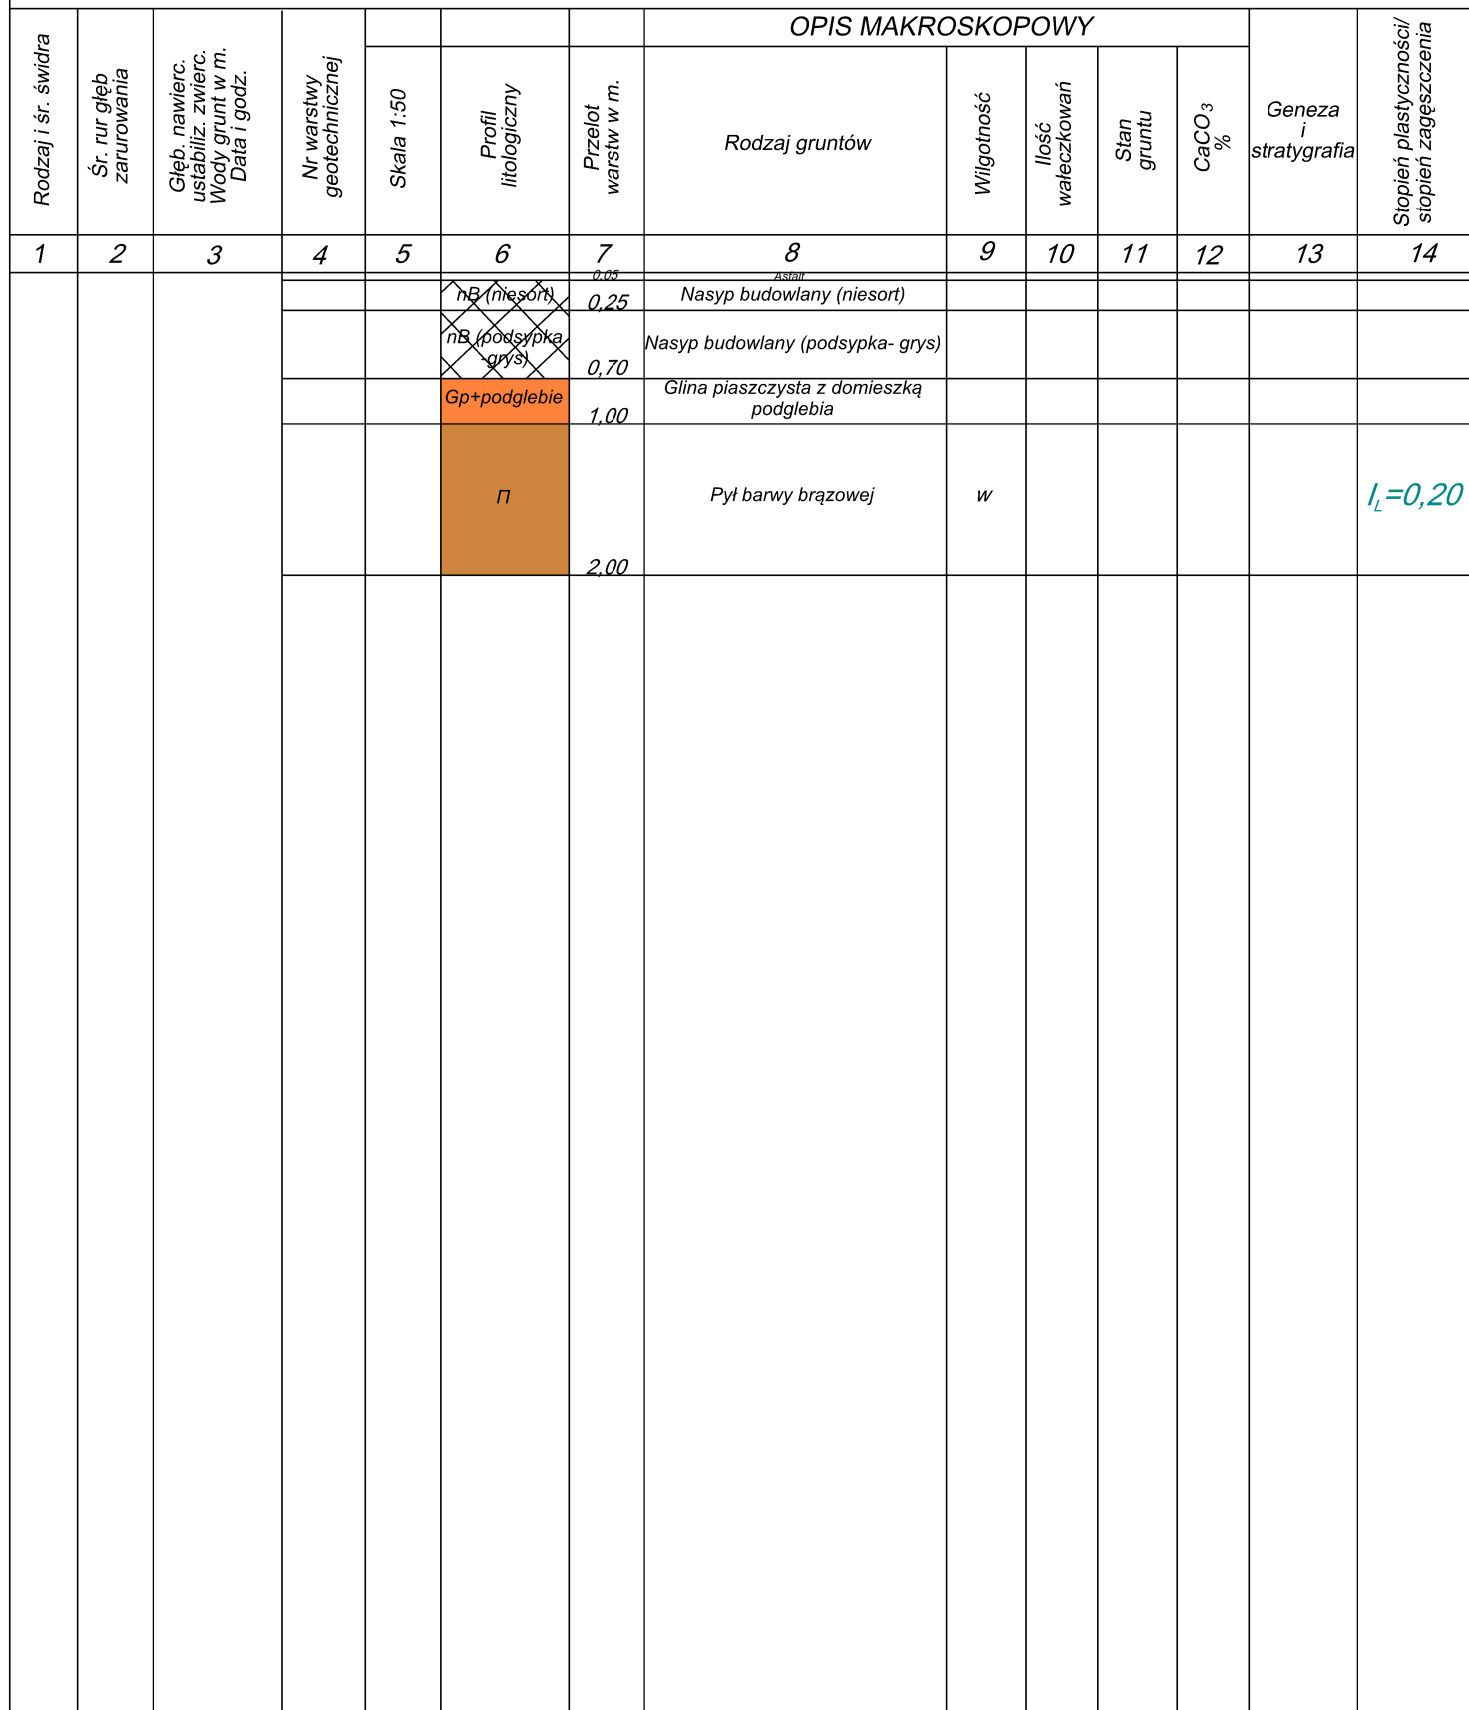 OPIS MAKROSKOPOWY
Rodzaj i śr. świdra
Śr. rur głęb
zarurowania
Głęb. nawierc.
ustabiliz. zwierc.
Wody grunt w m.
Data i godz.
Nr warstwy
geotechnicznej
Skala 1:50
Profil
litologiczny
Przelot
warstw w m.
Rodzaj gruntów
Wilgotność
Ilość
wałeczkowań
Stan
gruntu
CaCO3
%
Geneza
i
stratygrafia
Stopień plastyczności/
stopień zagęszczenia
1 2 3 4 5 6 7 8 9 10 11 12 13 14
0.05 Asfalt
nB (niesort) 0,25 Nasyp budowlany (niesort)
nB (podsypka
-grys) 0,70 Nasyp budowlany (podsypka- grys)
Gp+podglebie 1,00 Glina piaszczysta z domieszką
podglebia
Π Pył barwy brązowej w IL=0,20
2,00